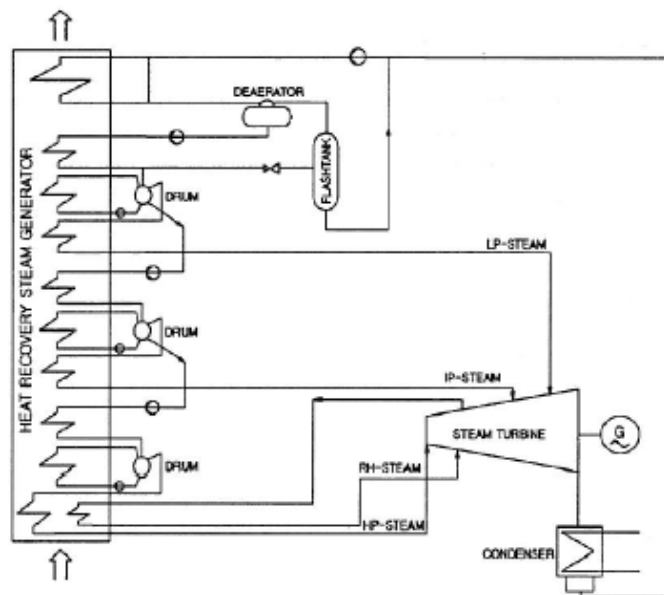 DEAERATOR
FLASHTANK
DRUM
LP-STEAM
HEAT RECOVERY STEAM GENERATOR
DRUM
IP-STEAM
STEAM TURBINE
G
DRUM
RH-STEAM
HP-STEAM
CONDENSER